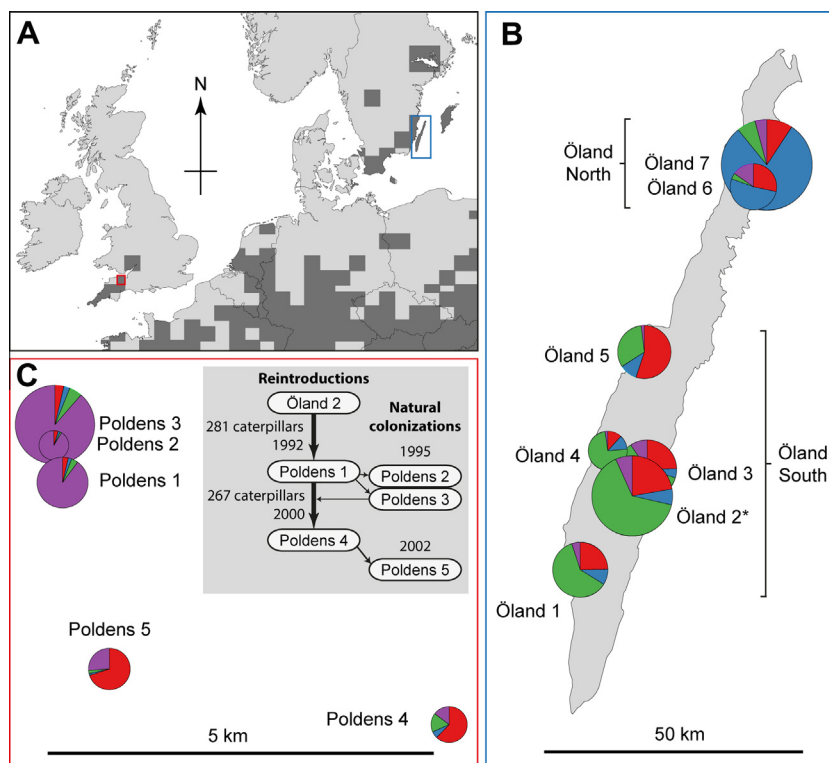 A
N
B
Öland
North
Öland 7
Öland 6
Öland 5
Öland 4
Öland 3
Öland
South
Öland 2*
Öland 1
50 km
C
Poldens 3
Poldens 2
Poldens 1
Reintroductions
Öland 2
Natural
colonizations
281 caterpillars
1992
1995
Poldens 1
Poldens 2
Poldens 3
267 caterpillars
2000
Poldens 4
2002
Poldens 5
Poldens 5
Poldens 4
5 km